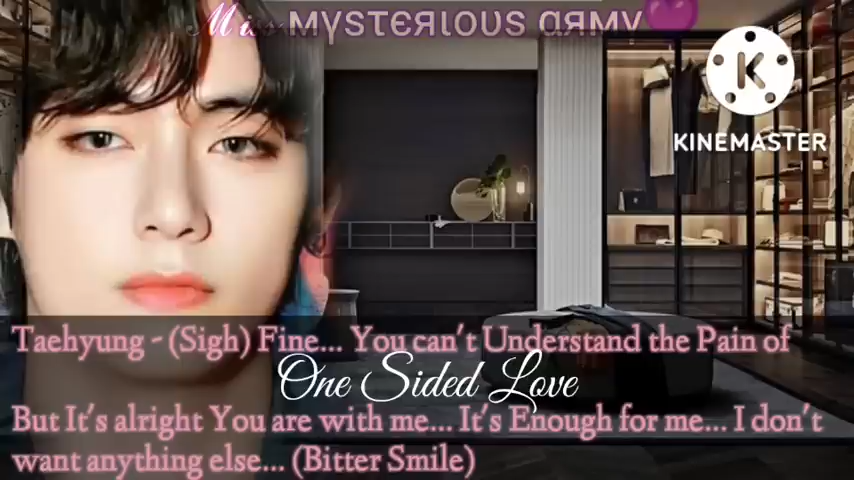 Miss MYSTERIOUS ARMY
KINEMASTER
Taehyung - (Sigh) Fine... You can't Understand the Pain of
One Sided Love
But It's alright You are with me... It's Enough for me... I don't
want anything else... (Bitter Smile)